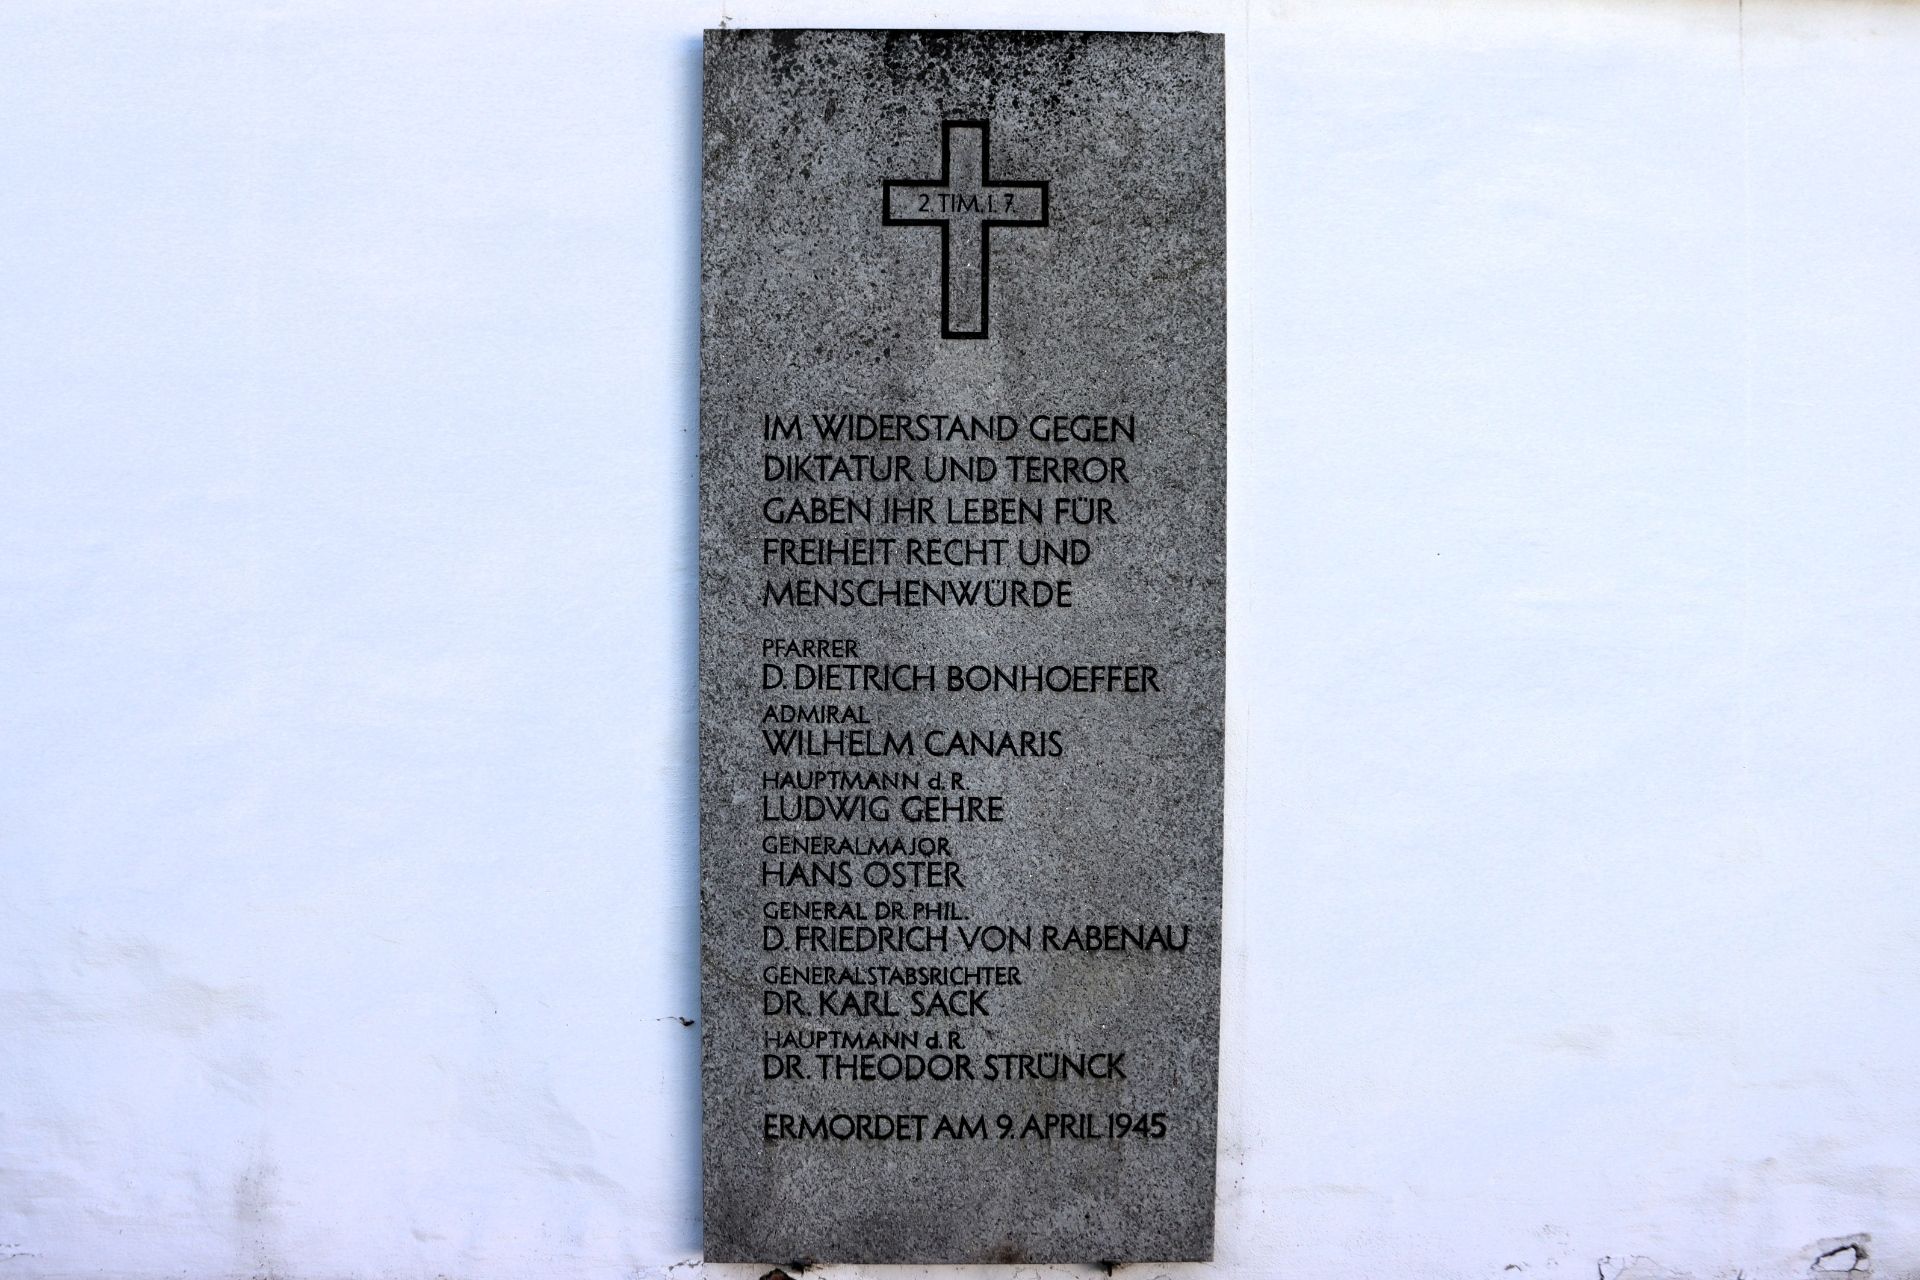 2. TIM. 1. 7.
IM WIDERSTAND GEGEN
DIKTATUR UND TERROR
GABEN IHR LEBEN FÜR
FREIHEIT RECHT UND
MENSCHENWÜRDE
PFARRER
D. DIETRICH BONHOEFFER
ADMIRAL
WILHELM CANARIS
HAUPTMANN d. R.
LUDWIG GEHRE
GENERALMAJOR
HANS OSTER
GENERAL DR. PHIL.
D. FRIEDRICH VON RABENAU
GENERALSTABSRICHTER
DR. KARL SACK
HAUPTMANN d. R.
DR. THEODOR STRÜNCK
ERMORDET AM 9. APRIL 1945